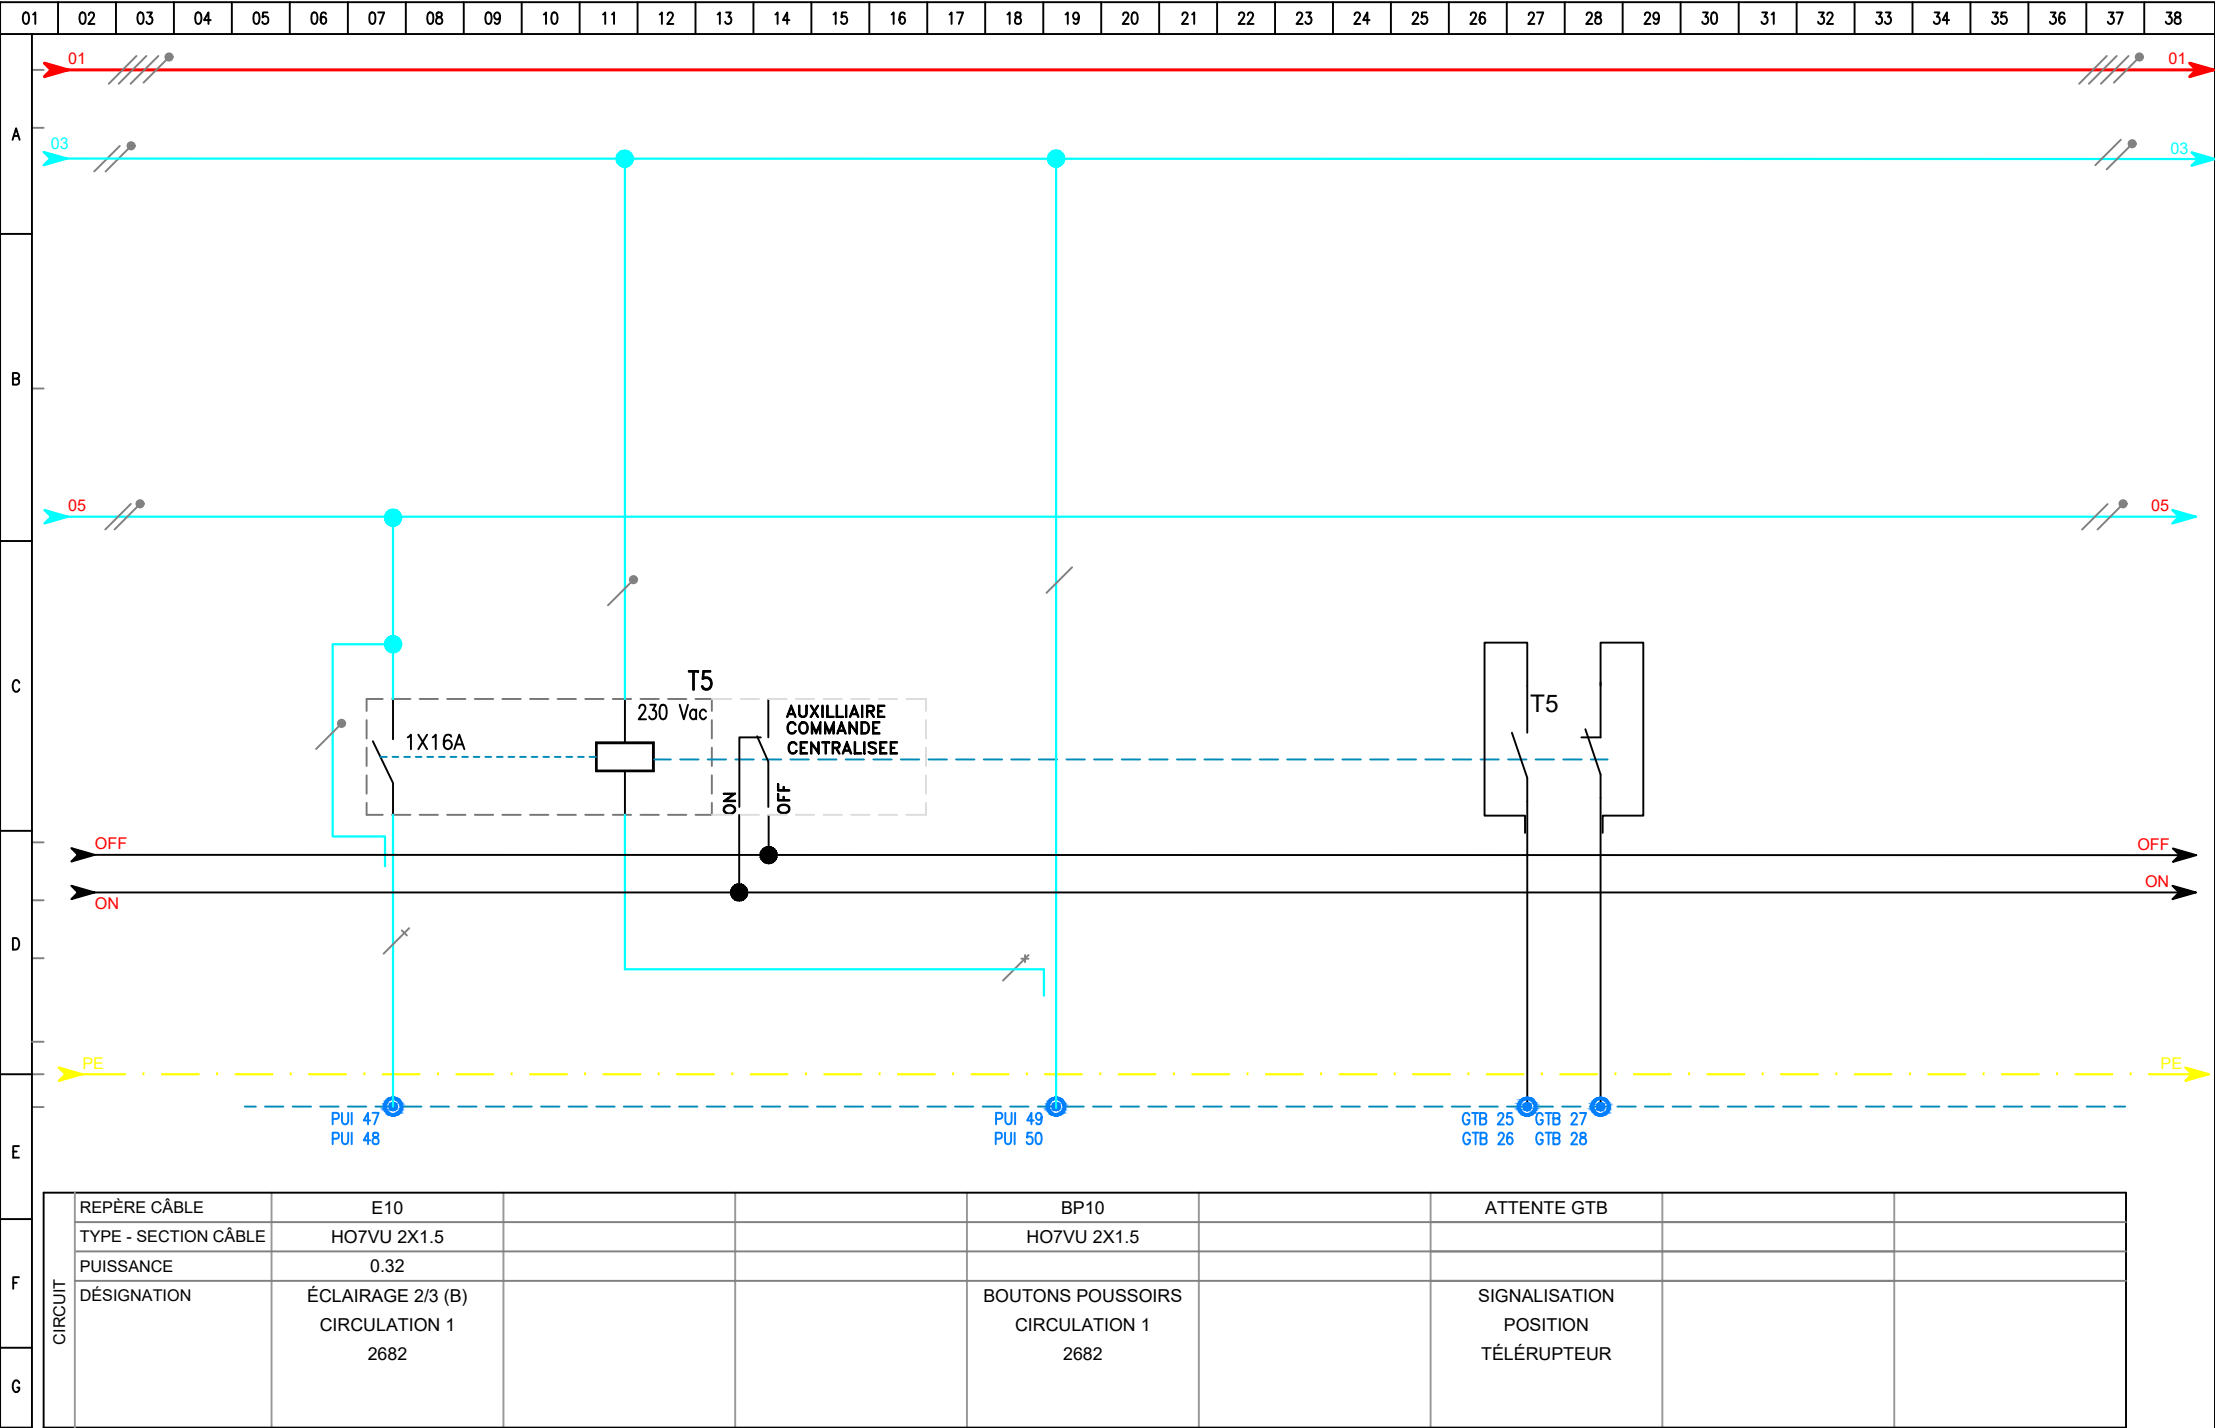 01 02 03 04 05 06 07 08 09 10 11 12 13 14 15 16 17 18 19 20 21 22 23 24 25 26 27 28 29 30 31 32 33 34 35 36 37 38
01 01
A
03 03
B
05 05
C
T5
230 Vac
AUXILLIAIRE
COMMANDE
CENTRALISEE
1X16A
T5
ON
OFF
OFF OFF
ON ON
D
PE PE
PUI 47 PUI 49 GTB 25 GTB 27
PUI 48 PUI 50 GTB 26 GTB 28
E
F
G
CIRCUIT
REPÈRE CÂBLE E10 BP10 ATTENTE GTB
TYPE - SECTION CÂBLE HO7VU 2X1.5 HO7VU 2X1.5
PUISSANCE 0.32
DÉSIGNATION ÉCLAIRAGE 2/3 (B) BOUTONS POUSSOIRS SIGNALISATION
CIRCULATION 1 CIRCULATION 1 POSITION
2682 2682 TÉLÉRUPTEUR